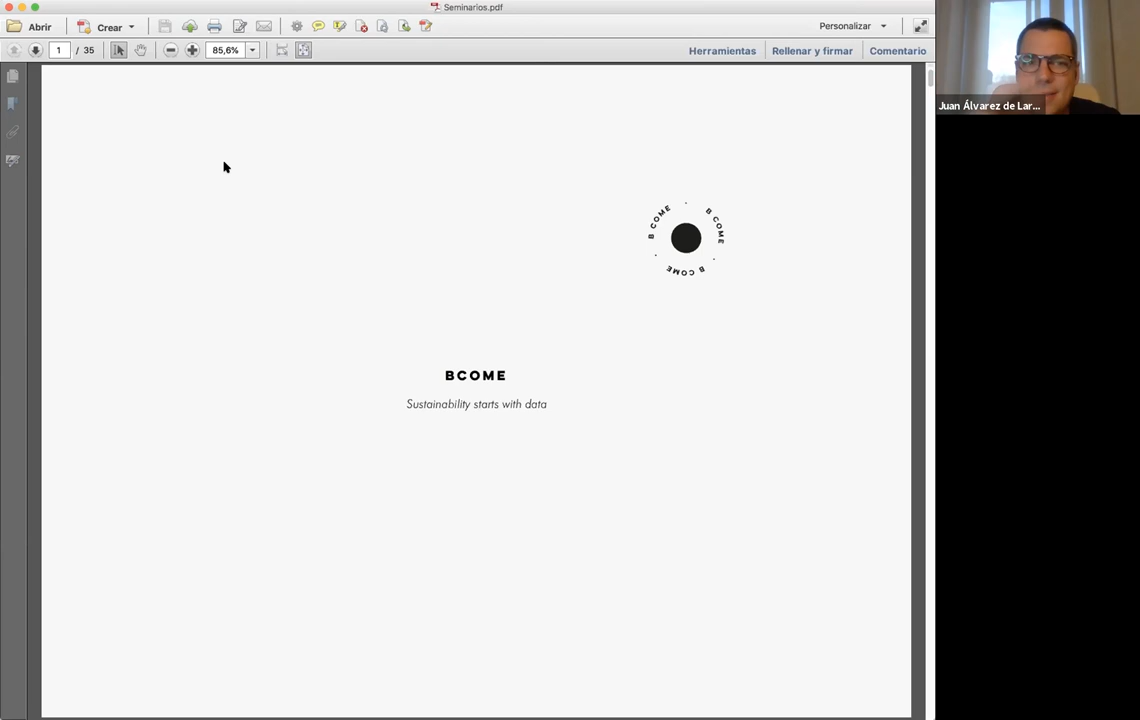 Seminarios.pdf
Abrir
Crear
Personalizar
1 / 35
85,6%
Herramientas
Rellenar y firmar
Comentario
Juan Álvarez de Lar...
B COME · B COME · B COME ·
BCOME
Sustainability starts with data